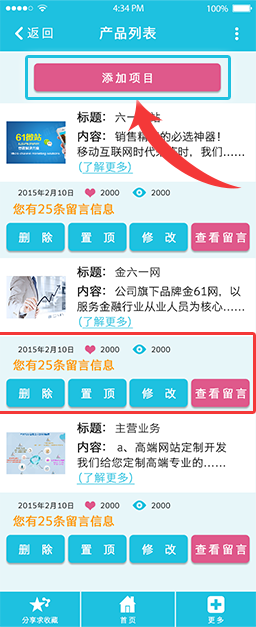 4:34 PM
100%
返回
产品列表
添加项目
61微站
标题: 六一 站
内容: 销售精 的必选神器!
移动互联网时代 时，我们......
(了解更多)
2015年2月10日 2000 2000
您有25条留言信息
删 除 置 顶 修 改 查看留言
标题: 金六一网
内容: 公司旗下品牌金61网，以
服务金融行业从业人员为核心......
(了解更多)
2015年2月10日 2000 2000
您有25条留言信息
删 除 置 顶 修 改 查看留言
标题: 主营业务
内容: a、高端网站定制开发
我们给您定制高端专业的......
(了解更多)
2015年2月10日 2000 2000
您有25条留言信息
删 除 置 顶 修 改 查看留言
分享求收藏 首页 更多